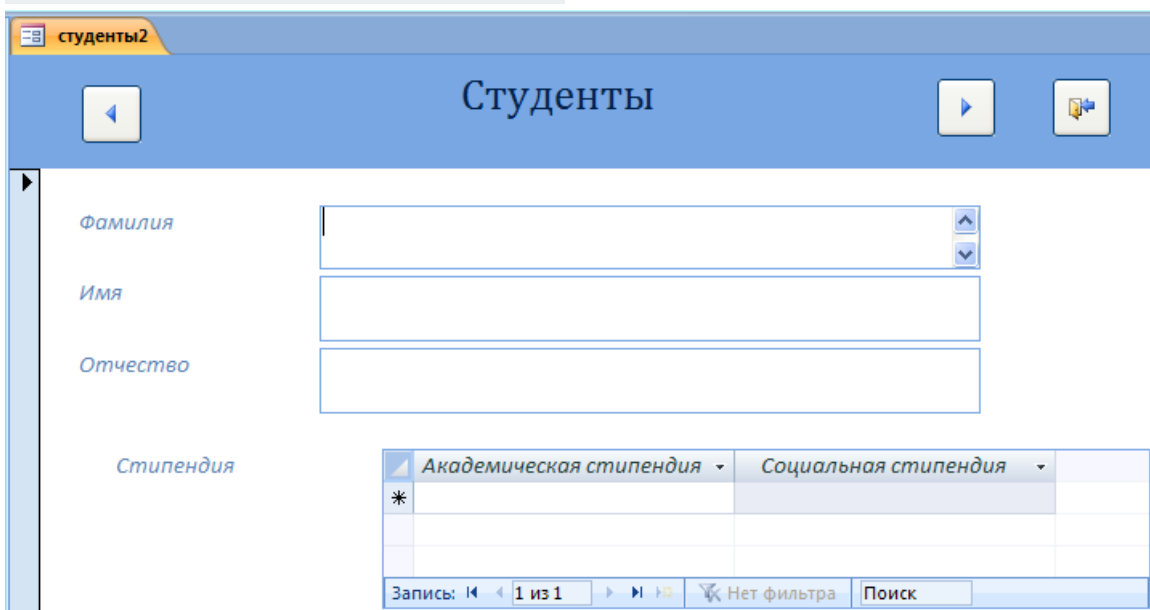 студенты2
Студенты
Фамилия
Имя
Отчество
Стипендия
Академическая стипендия Социальная стипендия
Запись: 1 из 1 Нет фильтра Поиск